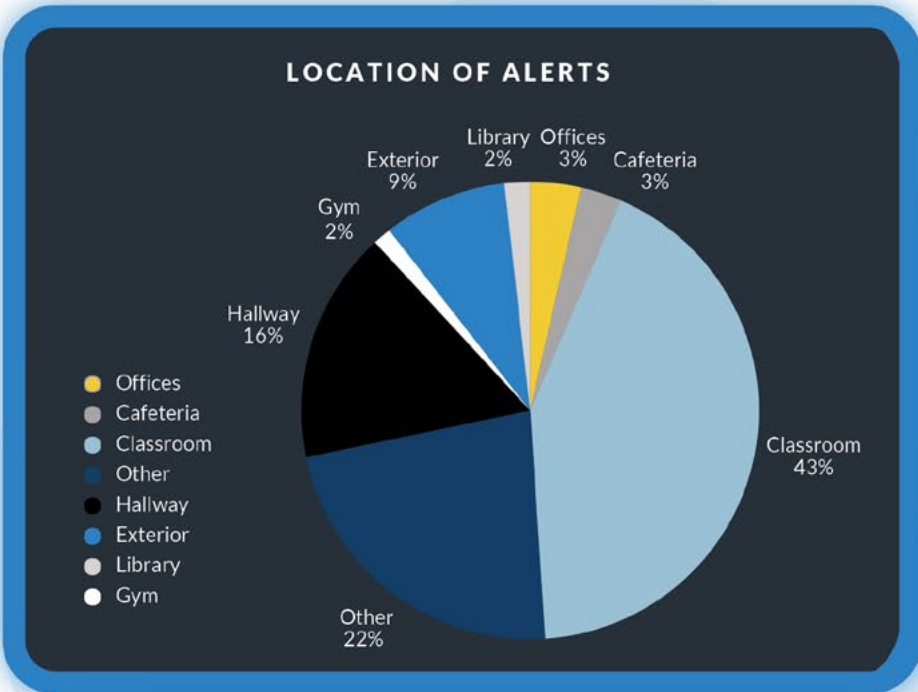 LOCATION OF ALERTS
Library
2%
Offices
3%
Cafeteria
3%
Exterior
9%
Gym
2%
Hallway
16%
Classroom
43%
Other
22%
Offices
Cafeteria
Classroom
Other
Hallway
Exterior
Library
Gym